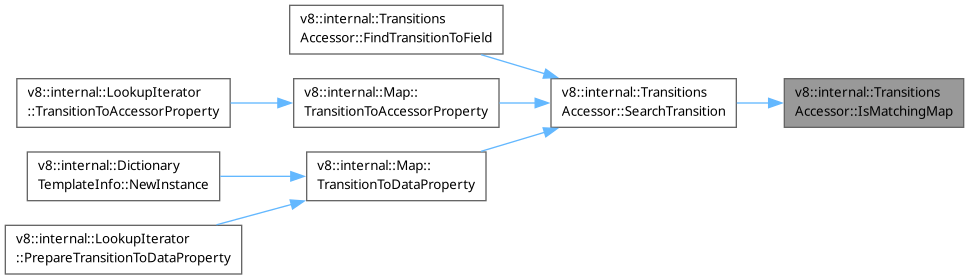 v8::internal::Transitions
Accessor::FindTransitionToField
v8::internal::LookupIterator
::TransitionToAccessorProperty
v8::internal::Map::
TransitionToAccessorProperty
v8::internal::Transitions
Accessor::SearchTransition
v8::internal::Transitions
Accessor::IsMatchingMap
v8::internal::Dictionary
TemplateInfo::NewInstance
v8::internal::Map::
TransitionToDataProperty
v8::internal::LookupIterator
::PrepareTransitionToDataProperty